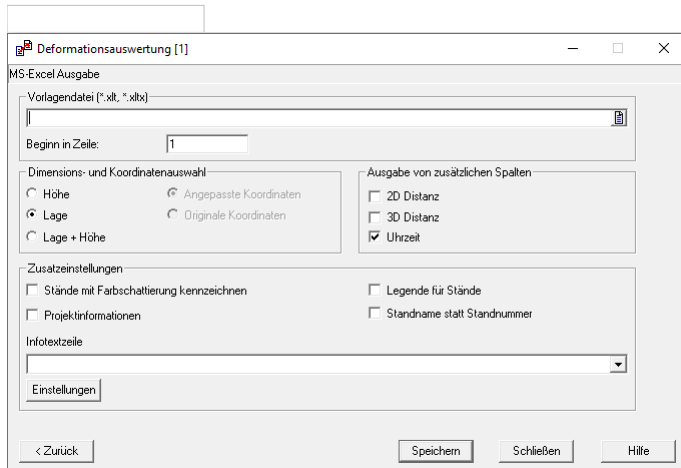 Deformationsauswertung [1]
MS-Excel Ausgabe
Vorlagendatei (*.xlt, *.xltx)
Beginn in Zeile: 1
Dimensions- und Koordinatenauswahl
Höhe
Angepasste Koordinaten
Lage
Originale Koordinaten
Lage + Höhe
Ausgabe von zusätzlichen Spalten
2D Distanz
3D Distanz
Uhrzeit
Zusatzeinstellungen
Stände mit Farbschattierung kennzeichnen
Legende für Stände
Projektinformationen
Standname statt Standnummer
Infotextzeile
Einstellungen
< Zurück
Speichern
Schließen
Hilfe